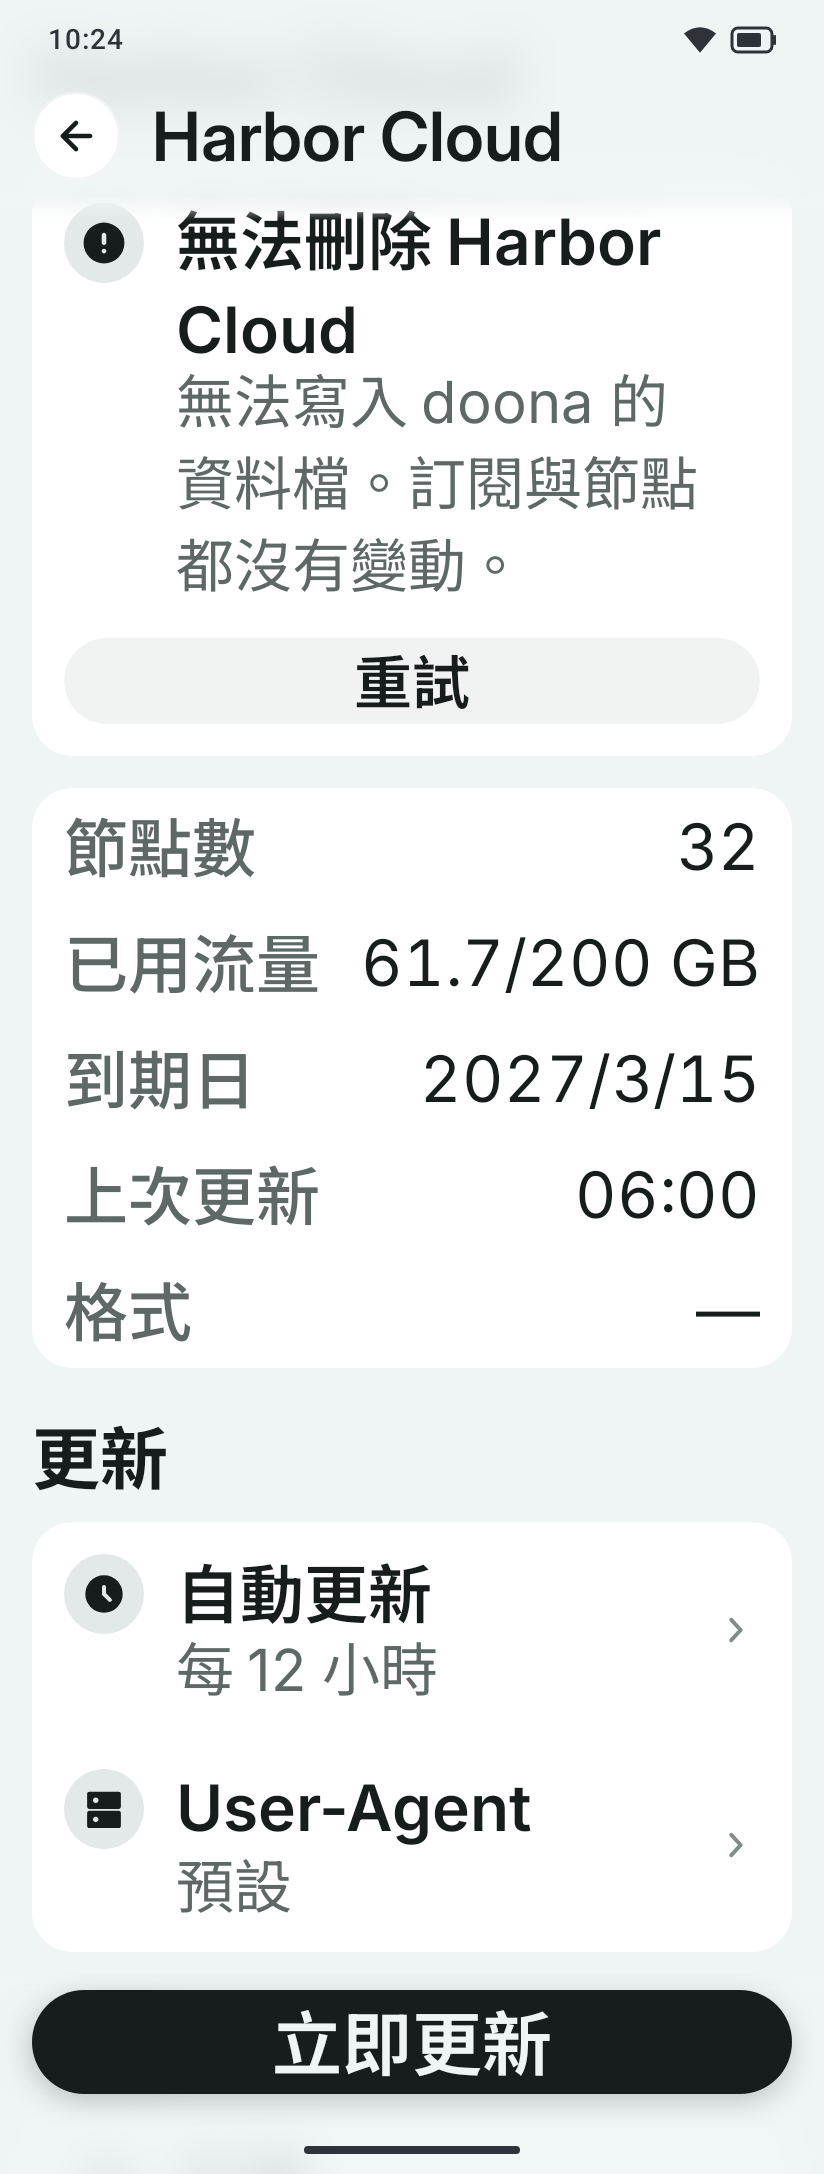 10:24
Harbor Cloud
無法刪除 Harbor
Cloud
無法寫入 doona 的
資料檔。訂閱與節點
都沒有變動。
重試
節點數 32
已用流量 61.7/200 GB
到期日 2027/3/15
上次更新 06:00
格式 —
更新
自動更新
每 12 小時
User-Agent
預設
立即更新